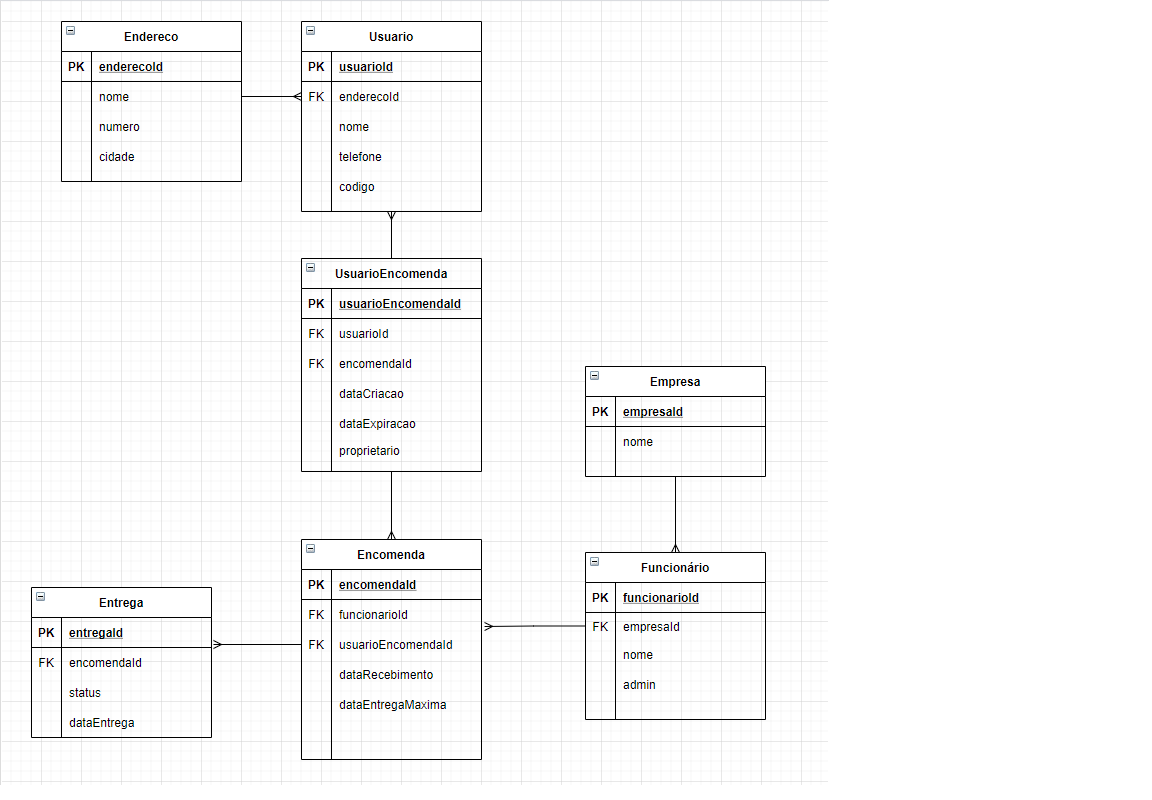 Endereco
PK enderecoId
nome
numero
cidade
Usuario
PK usuarioId
FK enderecoId
nome
telefone
codigo
UsuarioEncomenda
PK usuarioEncomendaId
FK usuarioId
FK encomendaId
dataCriacao
dataExpiracao
proprietario
Empresa
PK empresaId
nome
Encomenda
PK encomendaId
FK funcionarioId
FK usuarioEncomendaId
dataRecebimento
dataEntregaMaxima
Funcionário
PK funcionarioId
FK empresaId
nome
admin
Entrega
PK entregaId
FK encomendaId
status
dataEntrega